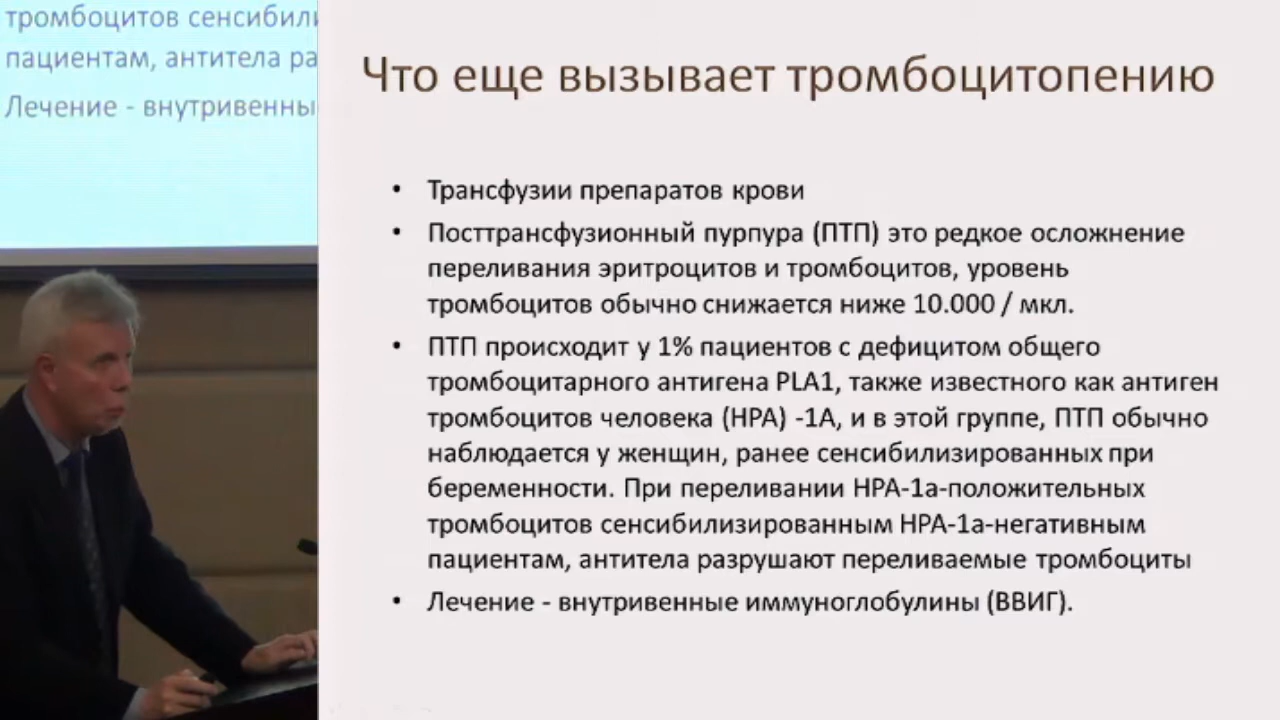 тромбоцитов сенсибили
пациентам, антитела ра
Лечение - внутривенны
Что еще вызывает тромбоцитопению
• Трансфузии препаратов крови
• Посттрансфузионный пурпура (ПТП) это редкое осложнение
переливания эритроцитов и тромбоцитов, уровень
тромбоцитов обычно снижается ниже 10.000 / мкл.
• ПТП происходит у 1% пациентов с дефицитом общего
тромбоцитарного антигена PLA1, также известного как антиген
тромбоцитов человека (HPA) -1A, и в этой группе, ПТП обычно
наблюдается у женщин, ранее сенсибилизированных при
беременности. При переливании HPA-1a-положительных
тромбоцитов сенсибилизированным HPA-1a-негативным
пациентам, антитела разрушают переливаемые тромбоциты
• Лечение - внутривенные иммуноглобулины (ВВИГ).